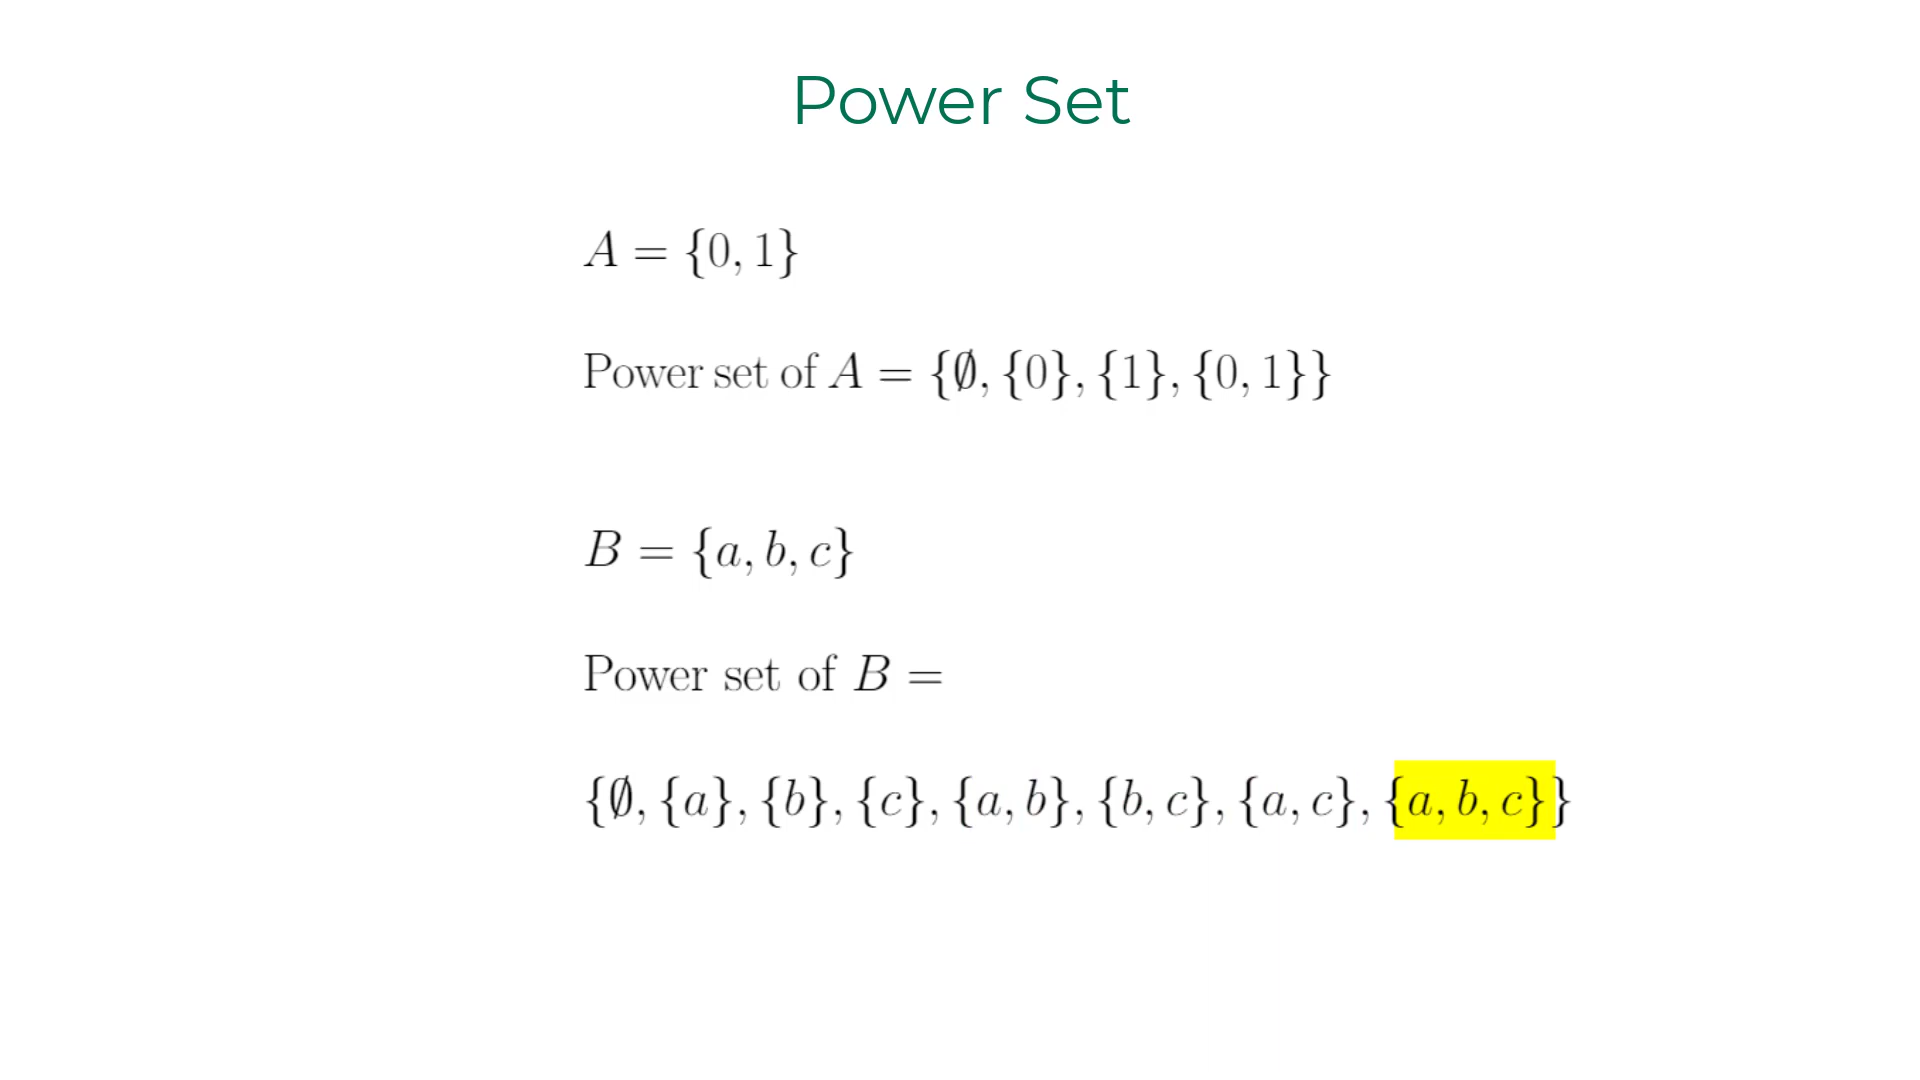 Power Set
A = {0, 1}
Power set of A = {∅, {0}, {1}, {0, 1}}
B = {a, b, c}
Power set of B =
{∅, {a}, {b}, {c}, {a, b}, {b, c}, {a, c}, {a, b, c}}